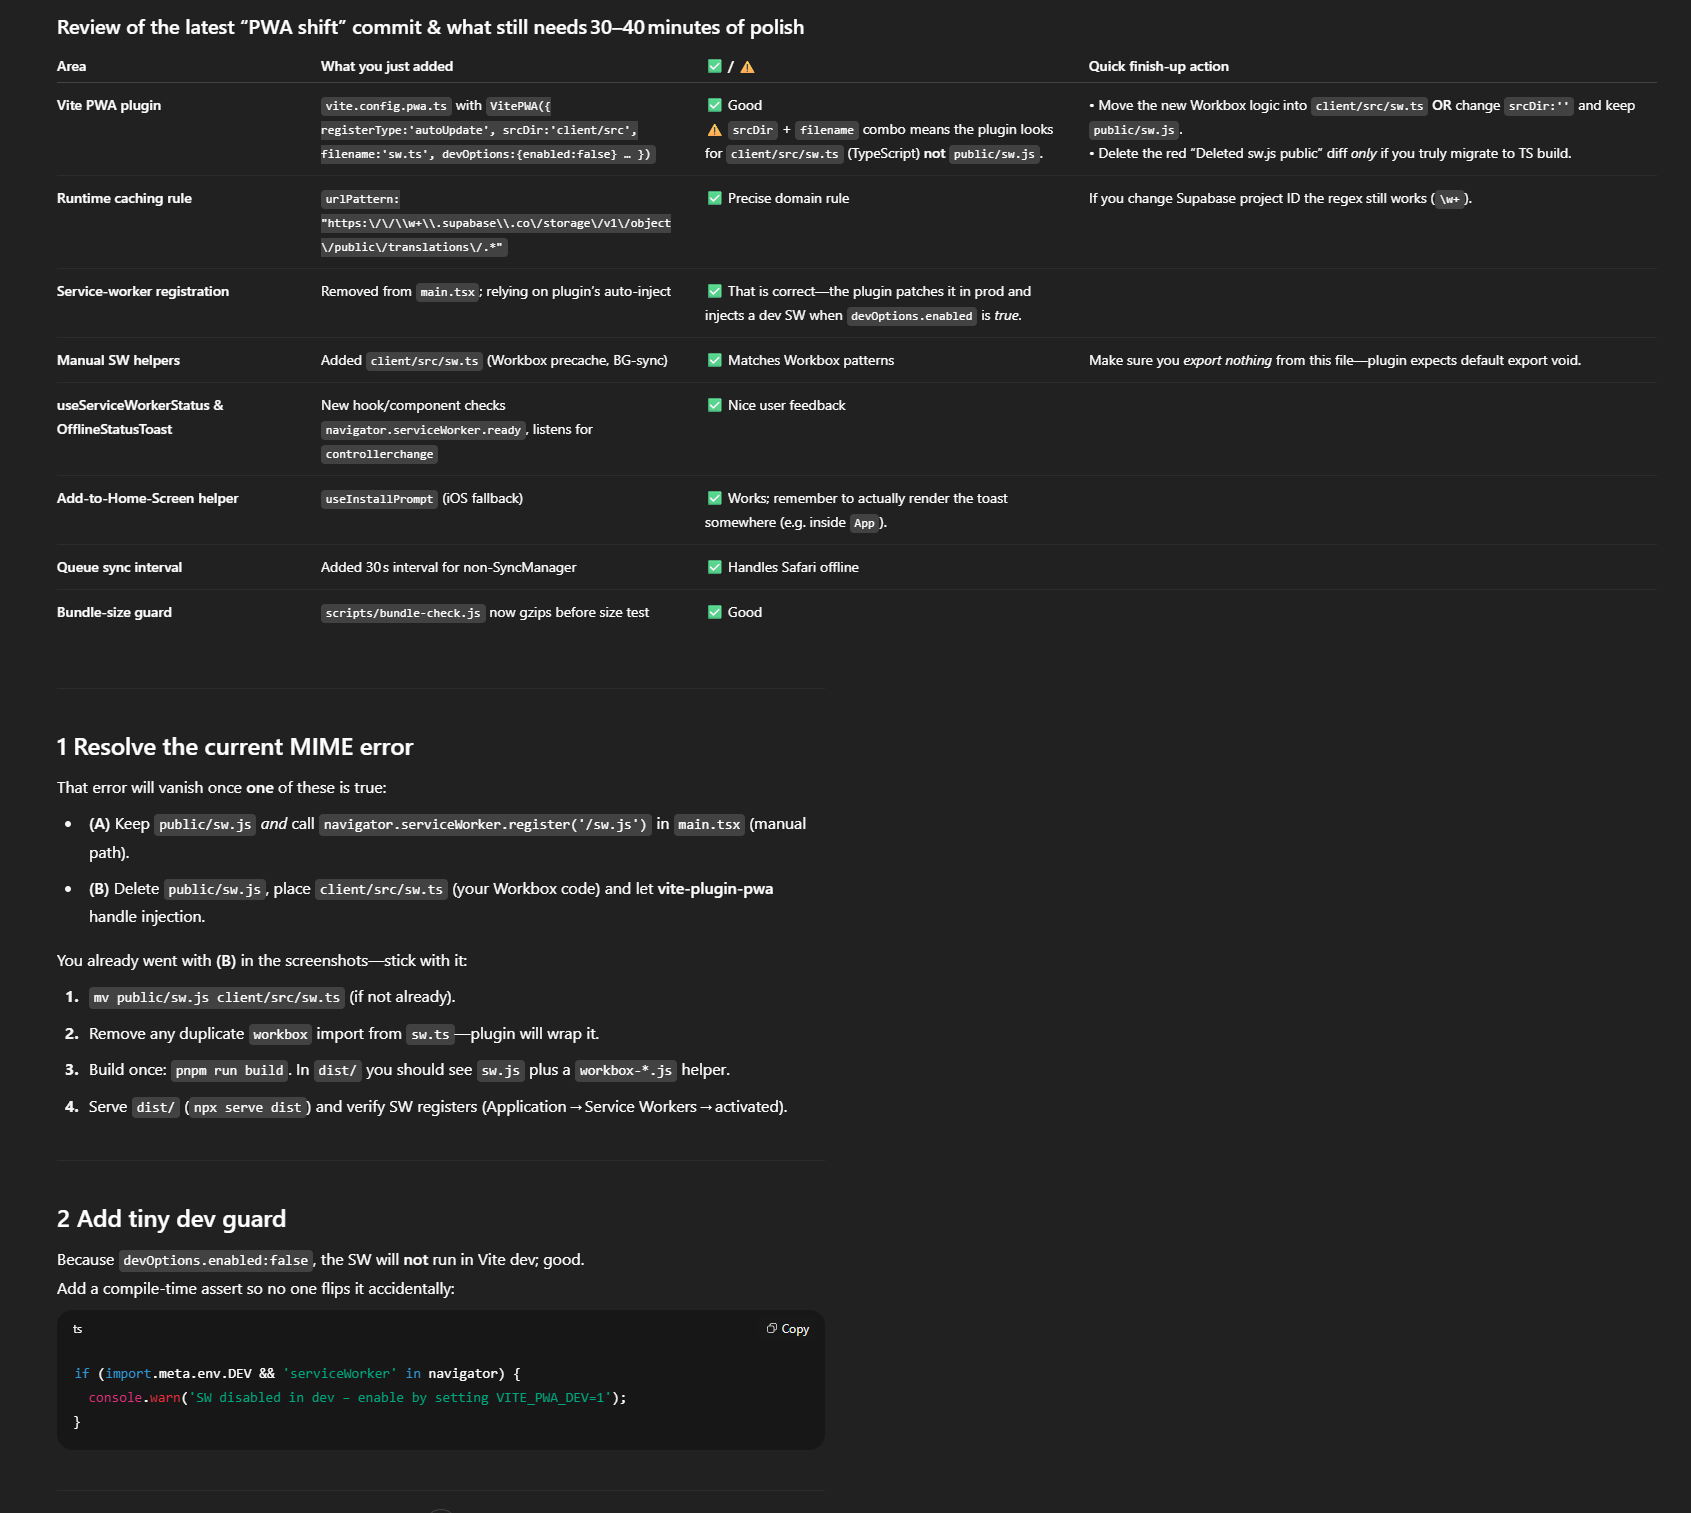 Review of the latest “PWA shift” commit & what still needs 30–40 minutes of polish
Area What you just added ✅ / ⚠️ Quick finish-up action
Vite PWA plugin vite.config.pwa.ts with VitePWA({ ✅ Good • Move the new Workbox logic into client/src/sw.ts OR change srcDir:'' and keep
registerType:'autoUpdate', srcDir:'client/src', ⚠️ srcDir + filename combo means the plugin looks public/sw.js.
filename:'sw.ts', devOptions:{enabled:false} … }) for client/src/sw.ts (TypeScript) not public/sw.js. • Delete the red “Deleted sw.js public” diff only if you truly migrate to TS build.
Runtime caching rule urlPattern: ✅ Precise domain rule If you change Supabase project ID the regex still works (\w+).
"https:\/\/\\w+\\.supabase\\.co\/storage\/v1\/object
\/public\/translations\/.*"
Service-worker registration Removed from main.tsx; relying on plugin’s auto-inject ✅ That is correct—the plugin patches it in prod and
injects a dev SW when devOptions.enabled is true.
Manual SW helpers Added client/src/sw.ts (Workbox precache, BG-sync) ✅ Matches Workbox patterns Make sure you export nothing from this file—plugin expects default export void.
useServiceWorkerStatus & New hook/component checks ✅ Nice user feedback
OfflineStatusToast navigator.serviceWorker.ready, listens for
controllerchange
Add-to-Home-Screen helper useInstallPrompt (iOS fallback) ✅ Works; remember to actually render the toast
somewhere (e.g. inside App).
Queue sync interval Added 30 s interval for non-SyncManager ✅ Handles Safari offline
Bundle-size guard scripts/bundle-check.js now gzips before size test ✅ Good
1 Resolve the current MIME error
That error will vanish once one of these is true:
• (A) Keep public/sw.js and call navigator.serviceWorker.register('/sw.js') in main.tsx (manual
path).
• (B) Delete public/sw.js, place client/src/sw.ts (your Workbox code) and let vite-plugin-pwa
handle injection.
You already went with (B) in the screenshots—stick with it:
1. mv public/sw.js client/src/sw.ts (if not already).
2. Remove any duplicate workbox import from sw.ts—plugin will wrap it.
3. Build once: pnpm run build. In dist/ you should see sw.js plus a workbox-*.js helper.
4. Serve dist/ (npx serve dist) and verify SW registers (Application → Service Workers → activated).
2 Add tiny dev guard
Because devOptions.enabled:false, the SW will not run in Vite dev; good.
Add a compile-time assert so no one flips it accidentally:
ts Copy
if (import.meta.env.DEV && 'serviceWorker' in navigator) {
console.warn('SW disabled in dev – enable by setting VITE_PWA_DEV=1');
}